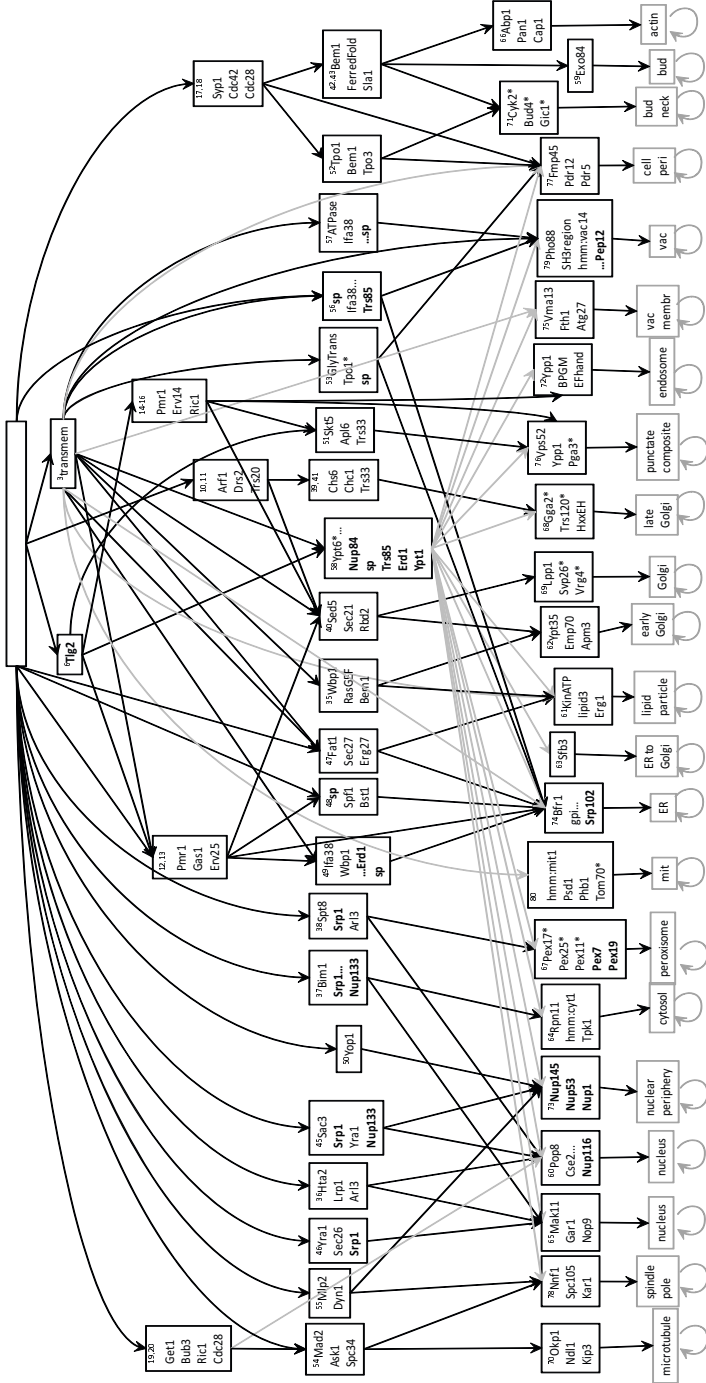 17,18
Syp1
Cdc42
Cdc28
3transmem
14-16
Pmr1
Erv14
Ric1
10,11
Arf1
Drs2
Trs20
6Tlg2
12,13
Pmr1
Gas1
Erv25
19,20
Get1
Bub3
Ric1
Cdc28
42,43Bem1
FerredFold
Sla1
52Tpo1
Bem1
Tpo3
57ATPase
Ifa38
...sp
56sp
Ifa38...
Trs85
53GlyTrans
Tpo1*
sp
51Skt5
Apl6
Trs33
39,41
Chs6
Chc1
Trs33
58Ypt6*...
Nup84
sp
Trs85
Erd1
Ypt1
40Sed5
Sec21
Rbd2
35Wbp1
RasGEF
Bem1
47Fat1
Sec27
Erg27
48sp
Spf1
Bst1
49Ifa38
Wbp1
...Erd1
sp
38Spt8
Srp1
Arl3
37Bim1
Srp1...
Nup133
50Yop1
45Sac3
Srp1
Yra1
Nup133
36Hta2
Lrp1
Arl3
46Yra1
Sec26
Srp1
55Mlp2
Dyn1
54Mad2
Ask1
Spc34
66Abp1
Pan1
Cap1
59Exo84
71Cyk2*
Bud4*
Gic1*
77Fmp45
Pdr12
Pdr5
79Pho88
SH3region
hmm:vac14
...Pep12
75Vma13
Fth1
Atg27
72Ypp1
BPGM
EFhand
76Vps52
Ypp1
Pga3*
68Gga2*
Trs120*
HxxEH
69Lpp1
Svp26*
Vrg4*
62Ypt35
Emp70
Apm3
61KinATP
lipid3
Erg1
63Sfb3
74Bfr1
gpi...
Srp102
80
hmm:mit1
Psd1
Phb1
Tom70*
67Pex17*
Pex25*
Pex11*
Pex7
Pex19
64Rpn11
hmm:cyt1
Tpk1
73Nup145
Nup53
Nup1
60Pop8
Cse2...
Nup116
65Mak11
Gar1
Nop9
78Nnf1
Spc105
Kar1
70Okp1
Ndl1
Kip3
actin
bud
bud
neck
cell
peri
vac
vac
membr
endosome
punctate
composite
late
Golgi
Golgi
early
Golgi
lipid
particle
ER to
Golgi
ER
mit
peroxisome
cytosol
nuclear
periphery
nucleus
nucleus
spindle
pole
microtubule